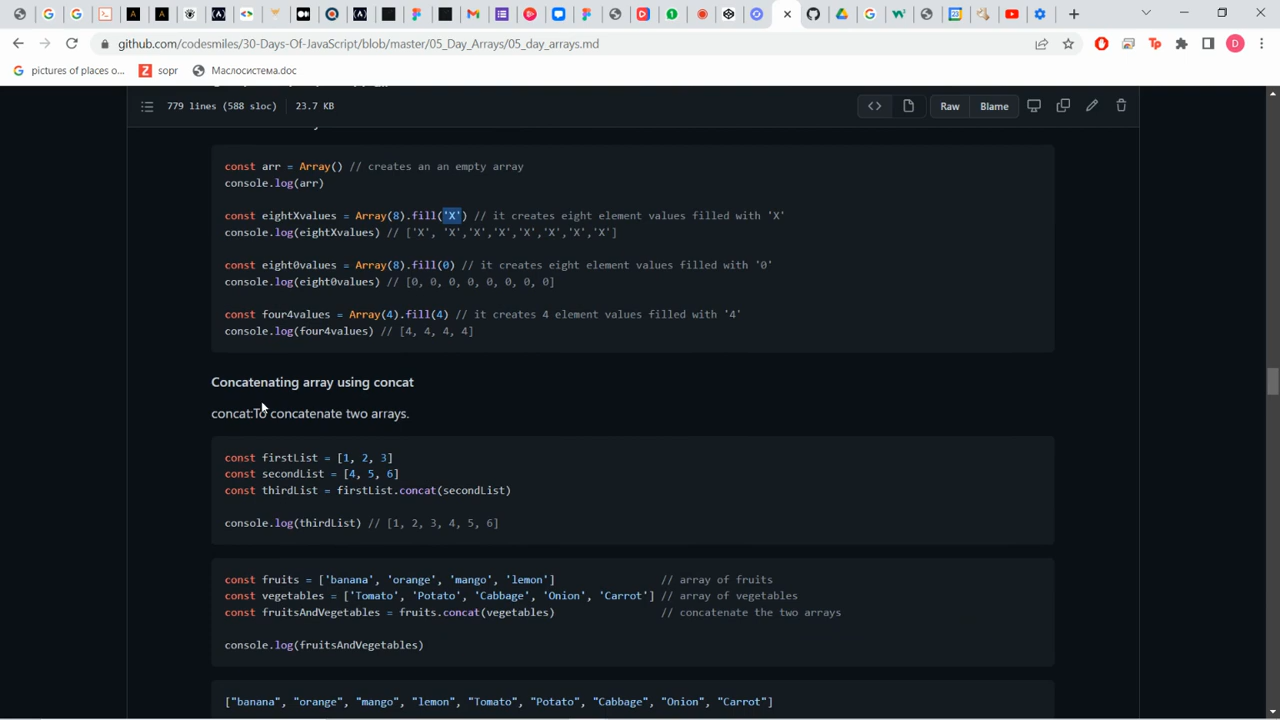 github.com/codesmiles/30-Days-Of-JavaScript/blob/master/05_Day_Arrays/05_day_arrays.md
D
pictures of places o...
Z sopr
Маслосистема.doc
779 lines (588 sloc) 23.7 KB
Raw Blame
const arr = Array() // creates an an empty array
console.log(arr)
const eightXvalues = Array(8).fill('X') // it creates eight element values filled with 'X'
console.log(eightXvalues) // ['X', 'X','X','X','X','X','X','X']
const eight0values = Array(8).fill(0) // it creates eight element values filled with '0'
console.log(eight0values) // [0, 0, 0, 0, 0, 0, 0, 0]
const four4values = Array(4).fill(4) // it creates 4 element values filled with '4'
console.log(four4values) // [4, 4, 4, 4]
Concatenating array using concat
concat:To concatenate two arrays.
const firstList = [1, 2, 3]
const secondList = [4, 5, 6]
const thirdList = firstList.concat(secondList)
console.log(thirdList) // [1, 2, 3, 4, 5, 6]
const fruits = ['banana', 'orange', 'mango', 'lemon'] // array of fruits
const vegetables = ['Tomato', 'Potato', 'Cabbage', 'Onion', 'Carrot'] // array of vegetables
const fruitsAndVegetables = fruits.concat(vegetables) // concatenate the two arrays
console.log(fruitsAndVegetables)
["banana", "orange", "mango", "lemon", "Tomato", "Potato", "Cabbage", "Onion", "Carrot"]